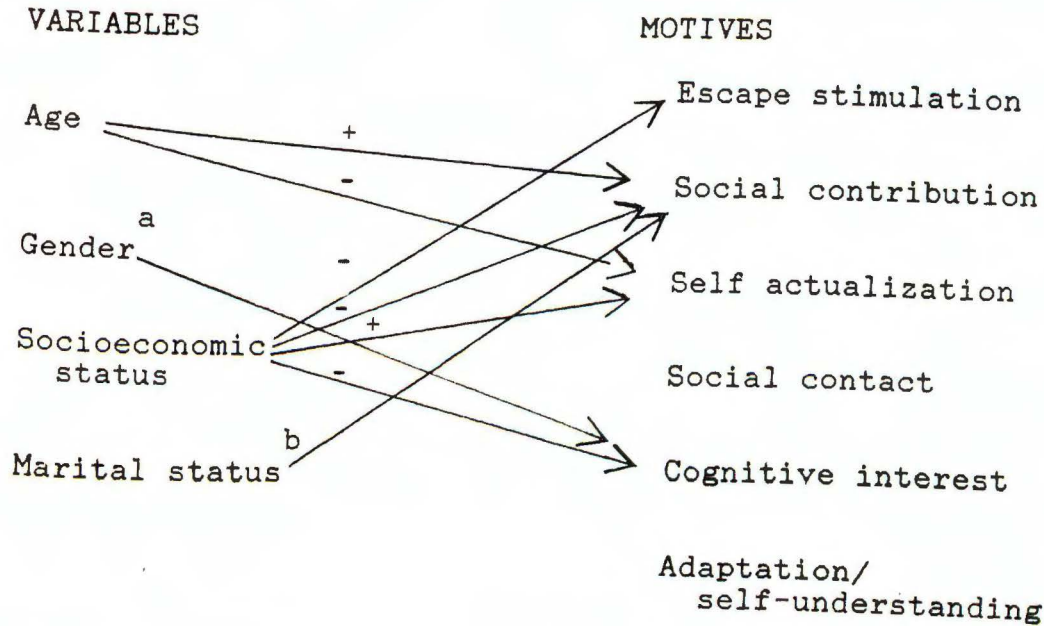 VARIABLES
MOTIVES
Age
Gender
a
Socioeconomic
status
Marital status
b
+
-
-
-
+
-
Escape stimulation
Social contribution
Self actualization
Social contact
Cognitive interest
Adaptation/
self-understanding